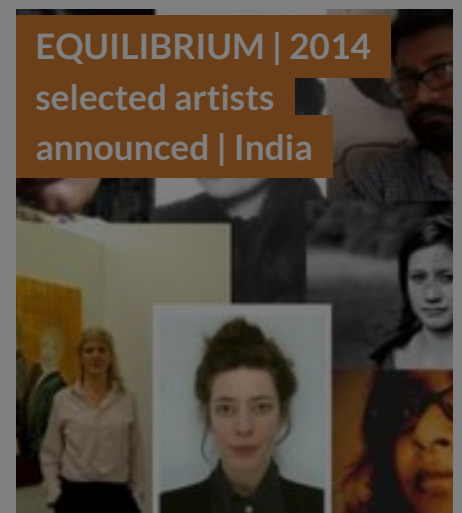 EQUILIBRIUM | 2014
selected artists
announced | India